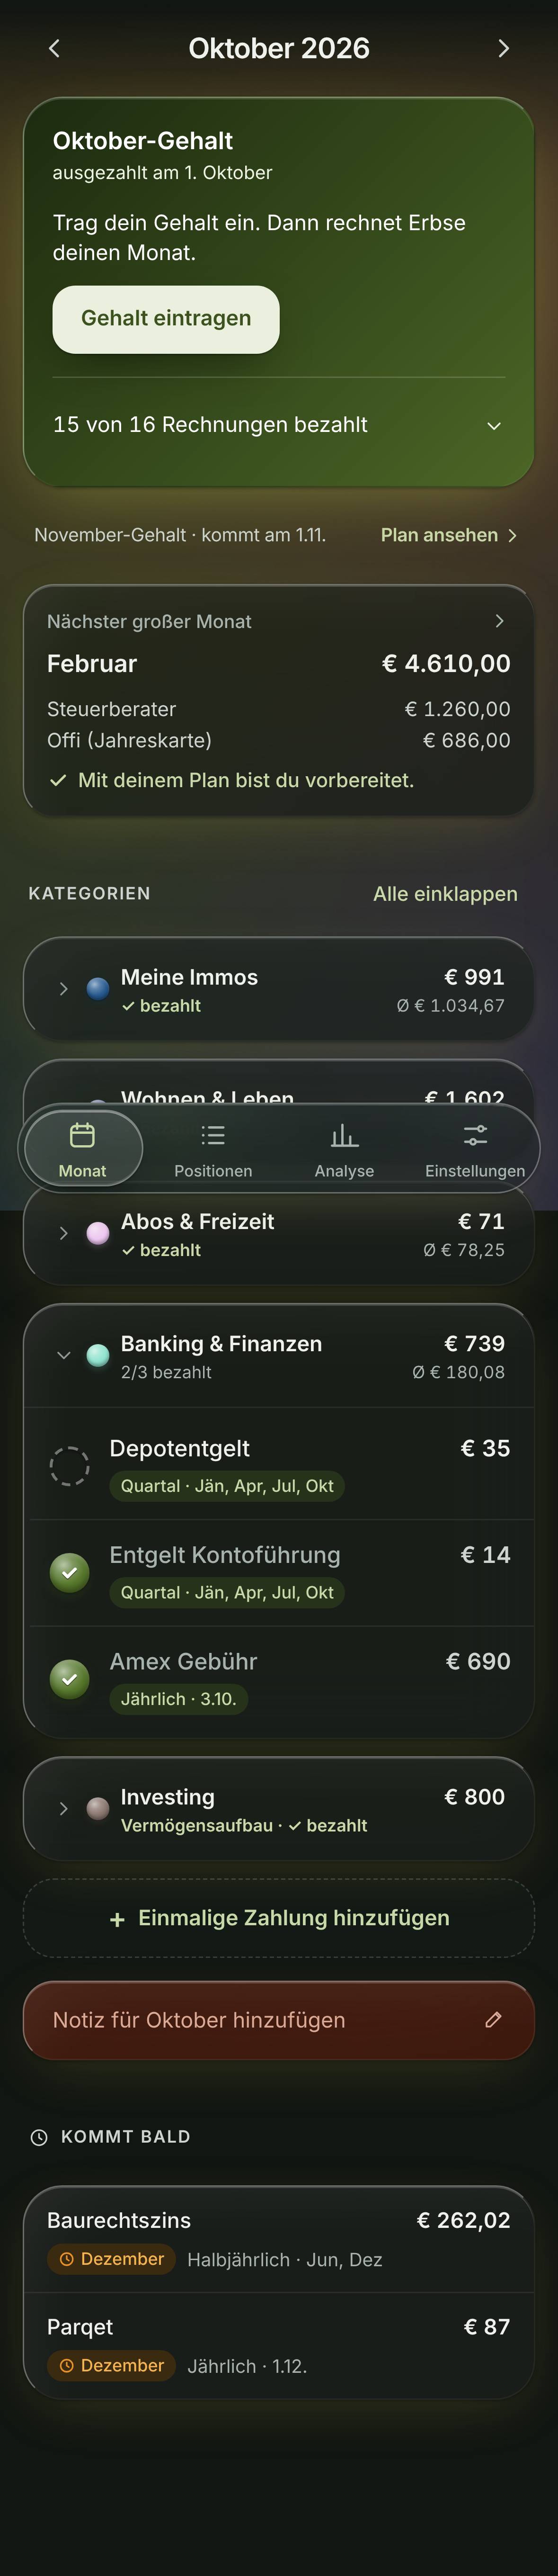 Oktober 2026
Oktober-Gehalt
ausgezahlt am 1. Oktober
Trag dein Gehalt ein. Dann rechnet Erbse
deinen Monat.
Gehalt eintragen
15 von 16 Rechnungen bezahlt
November-Gehalt · kommt am 1.11.
Plan ansehen
Nächster großer Monat
Februar € 4.610,00
Steuerberater € 1.260,00
Offi (Jahreskarte) € 686,00
✓ Mit deinem Plan bist du vorbereitet.
KATEGORIEN Alle einklappen
Meine Immos € 991
✓ bezahlt Ø € 1.034,67
Wohnen & Leben € 1.602
Monat Positionen Analyse Einstellungen
Abos & Freizeit € 71
✓ bezahlt Ø € 78,25
Banking & Finanzen € 739
2/3 bezahlt Ø € 180,08
Depotentgelt € 35
Quartal · Jän, Apr, Jul, Okt
Entgelt Kontoführung € 14
Quartal · Jän, Apr, Jul, Okt
Amex Gebühr € 690
Jährlich · 3.10.
Investing € 800
Vermögensaufbau · ✓ bezahlt
+ Einmalige Zahlung hinzufügen
Notiz für Oktober hinzufügen
KOMMT BALD
Baurechtszins € 262,02
Dezember Halbjährlich · Jun, Dez
Parqet € 87
Dezember Jährlich · 1.12.